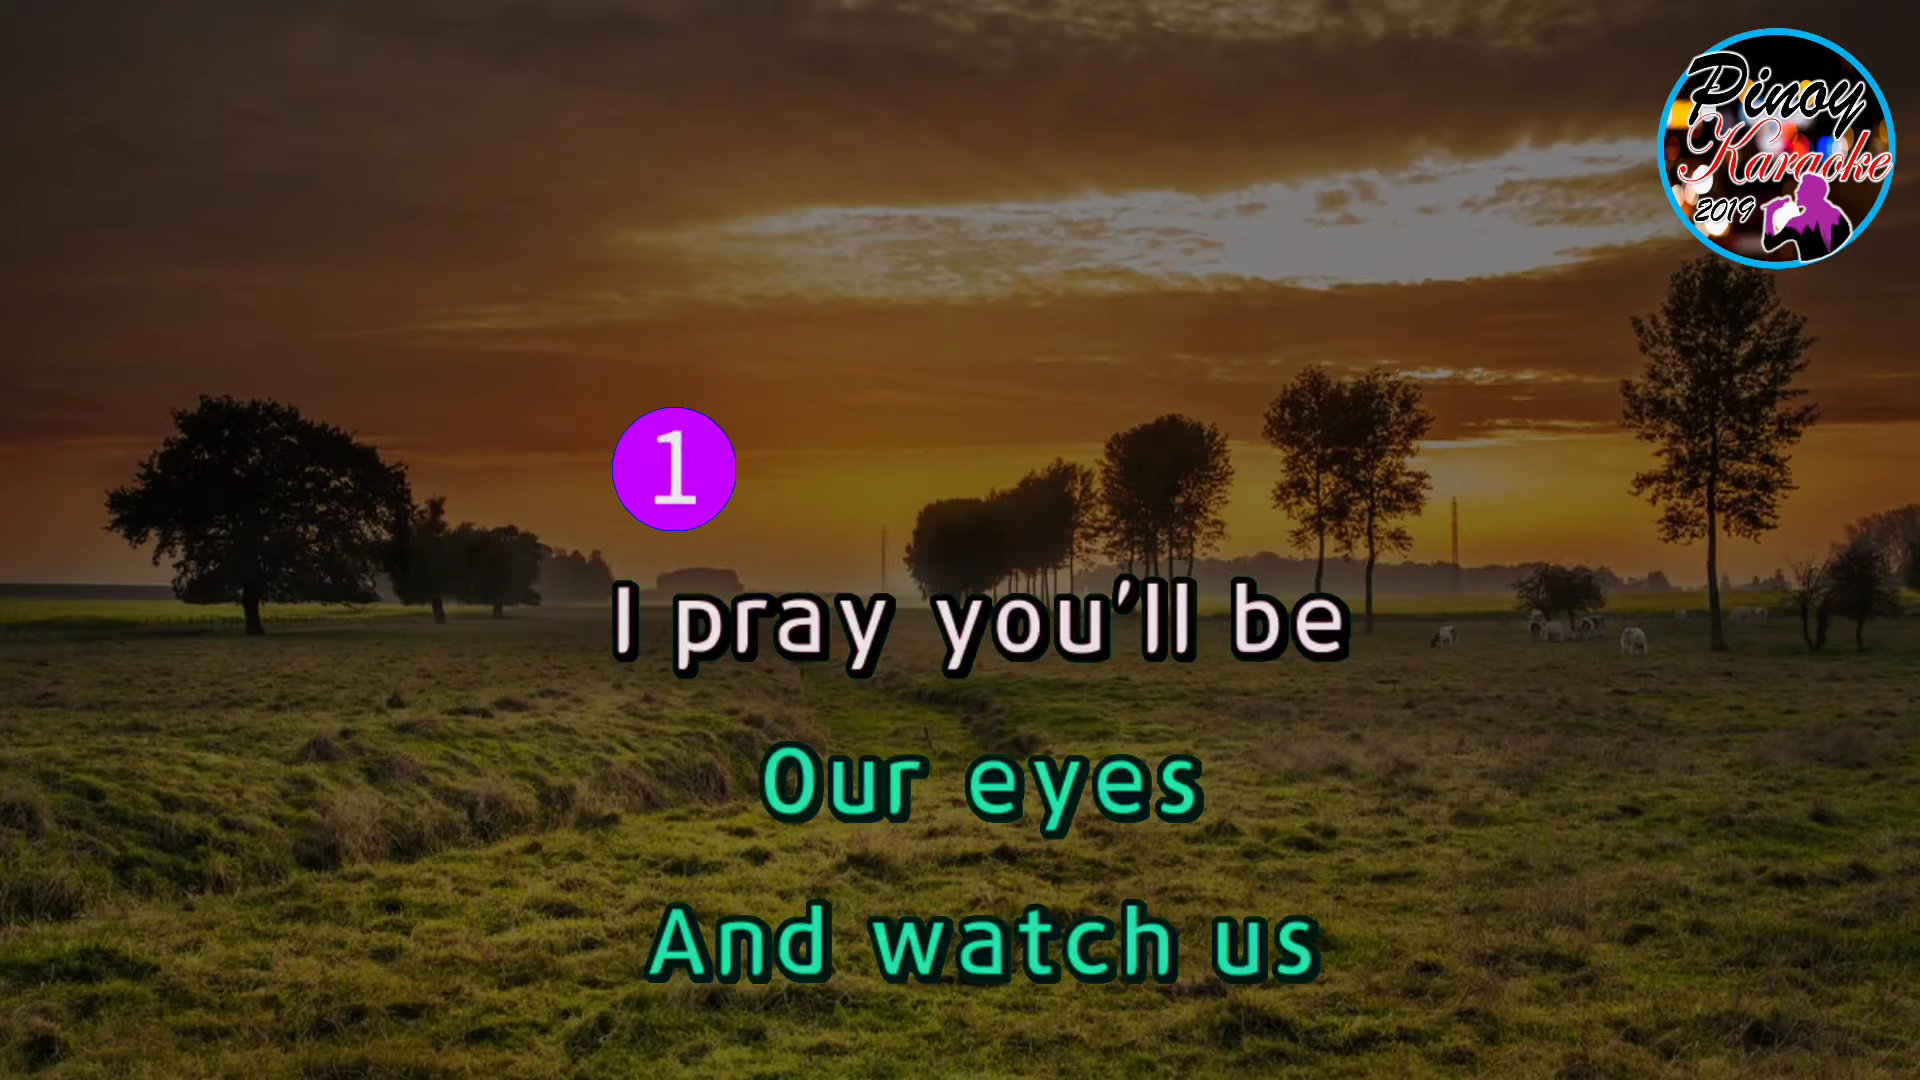 Pinoy
Karaoke
2019
1
I pray you'll be
Our eyes
And watch us